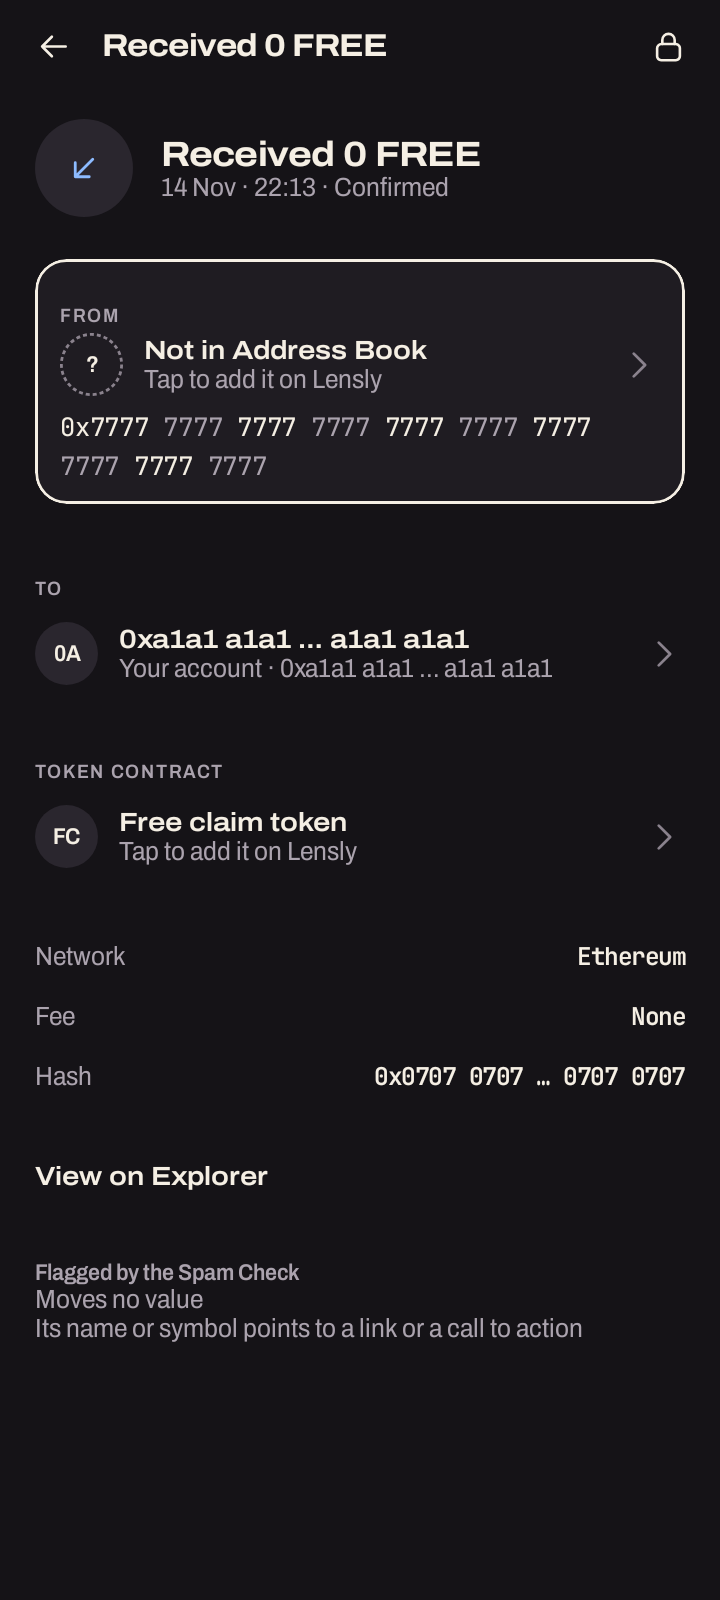 Received 0 FREE
Received 0 FREE
14 Nov · 22:13 · Confirmed
FROM
?
Not in Address Book
Tap to add it on Lensly
0x7777 7777 7777 7777 7777 7777 7777
7777 7777 7777
TO
0A
0xa1a1 a1a1 … a1a1 a1a1
Your account · 0xa1a1 a1a1 … a1a1 a1a1
TOKEN CONTRACT
FC
Free claim token
Tap to add it on Lensly
Network
Ethereum
Fee
None
Hash
0x0707 0707 … 0707 0707
View on Explorer
Flagged by the Spam Check
Moves no value
Its name or symbol points to a link or a call to action